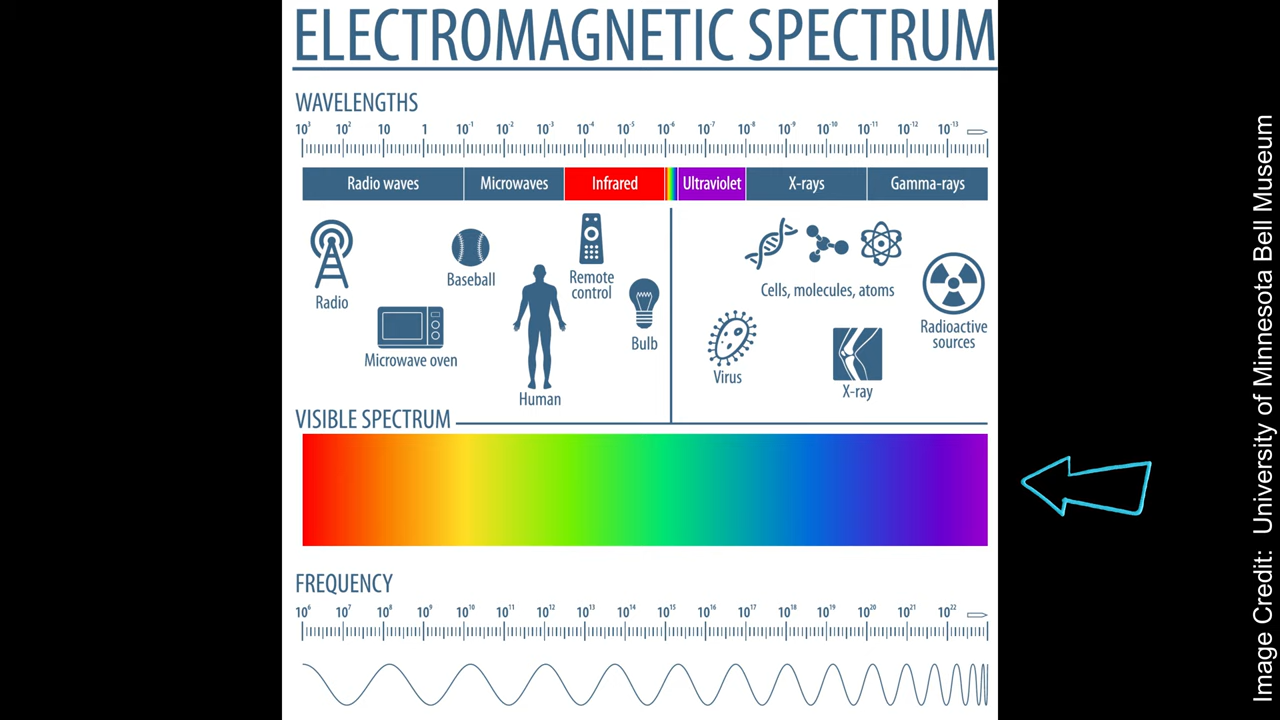 ELECTROMAGNETIC SPECTRUM
WAVELENGTHS
10³ 10² 10 1 10⁻¹ 10⁻² 10⁻³ 10⁻⁴ 10⁻⁵ 10⁻⁶ 10⁻⁷ 10⁻⁸ 10⁻⁹ 10⁻¹⁰ 10⁻¹¹ 10⁻¹² 10⁻¹³
Radio waves Microwaves Infrared Ultraviolet X-rays Gamma-rays
Radio
Baseball
Microwave oven
Human
Remote
control
Bulb
Virus
Cells, molecules, atoms
X-ray
Radioactive
sources
VISIBLE SPECTRUM
FREQUENCY
10⁶ 10⁷ 10⁸ 10⁹ 10¹⁰ 10¹¹ 10¹² 10¹³ 10¹⁴ 10¹⁵ 10¹⁶ 10¹⁷ 10¹⁸ 10¹⁹ 10²⁰ 10²¹ 10²²
Image Credit: University of Minnesota Bell Museum